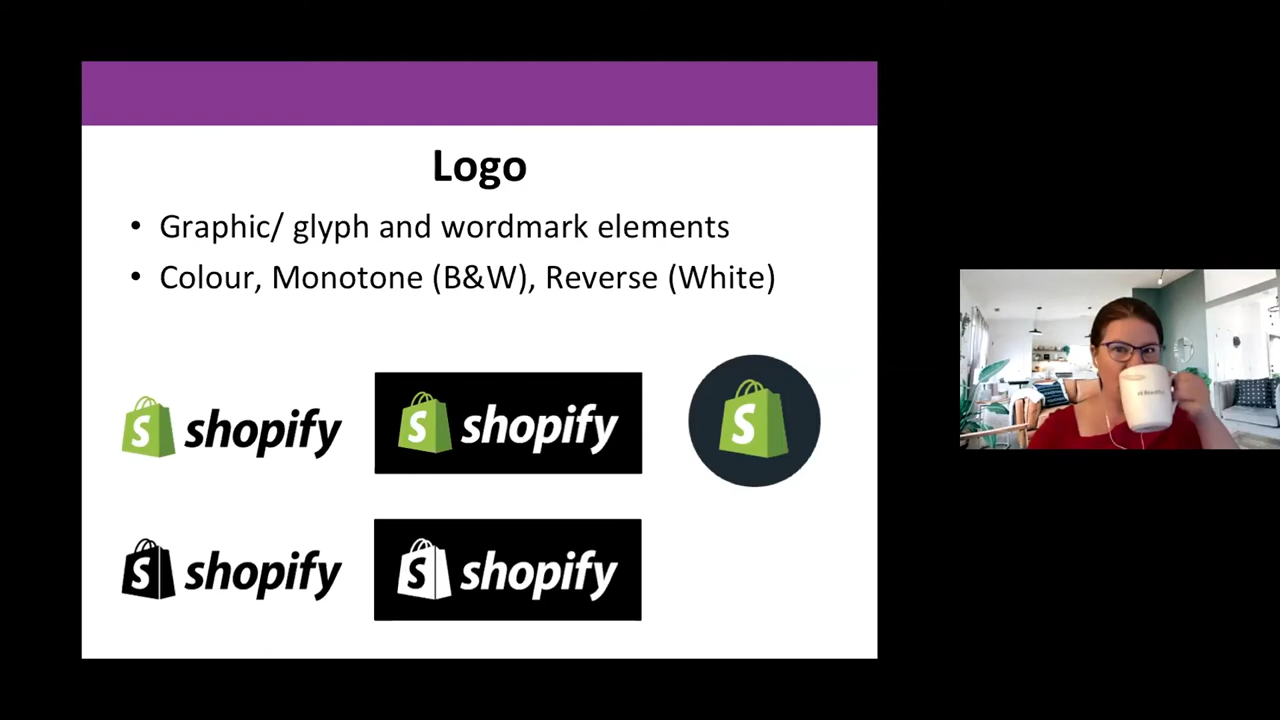 Logo
• Graphic/ glyph and wordmark elements
• Colour, Monotone (B&W), Reverse (White)
S shopify
S shopify
S
S shopify
S shopify